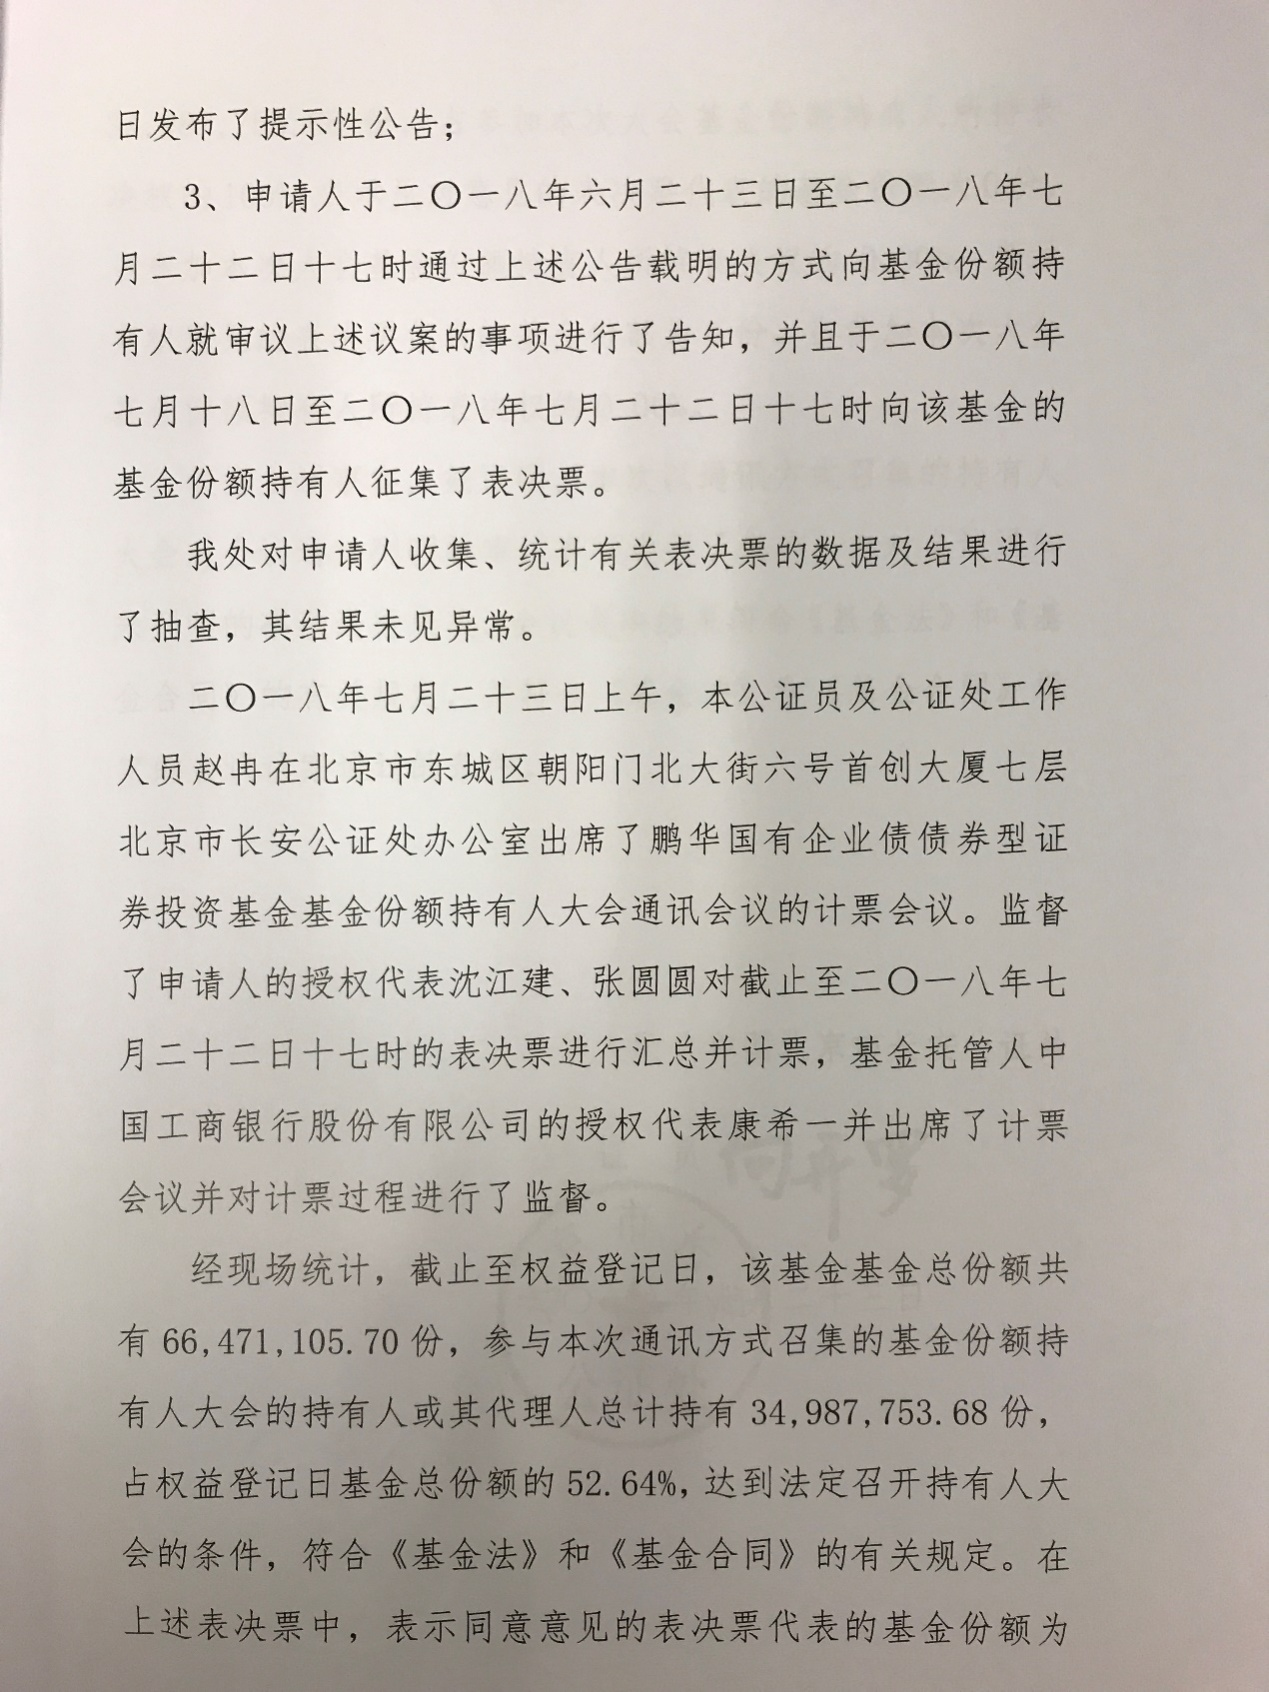 日发布了提示性公告；
3、申请人于二〇一八年六月二十三日至二〇一八年七
月二十二日十七时通过上述公告载明的方式向基金份额持
有人就审议上述议案的事项进行了告知，并且于二〇一八年
七月十八日至二〇一八年七月二十二日十七时向该基金的
基金份额持有人征集了表决票。
我处对申请人收集、统计有关表决票的数据及结果进行
了抽查，其结果未见异常。
二〇一八年七月二十三日上午，本公证员及公证处工作
人员赵冉在北京市东城区朝阳门北大街六号首创大厦七层
北京市长安公证处办公室出席了鹏华国有企业债债券型证
券投资基金基金份额持有人大会通讯会议的计票会议。监督
了申请人的授权代表沈江建、张圆圆对截止至二〇一八年七
月二十二日十七时的表决票进行汇总并计票，基金托管人中
国工商银行股份有限公司的授权代表康希一并出席了计票
会议并对计票过程进行了监督。
经现场统计，截止至权益登记日，该基金基金总份额共
有 66,471,105.70 份，参与本次通讯方式召集的基金份额持
有人大会的持有人或其代理人总计持有 34,987,753.68 份，
占权益登记日基金总份额的 52.64%，达到法定召开持有人大
会的条件，符合《基金法》和《基金合同》的有关规定。在
上述表决票中，表示同意意见的表决票代表的基金份额为